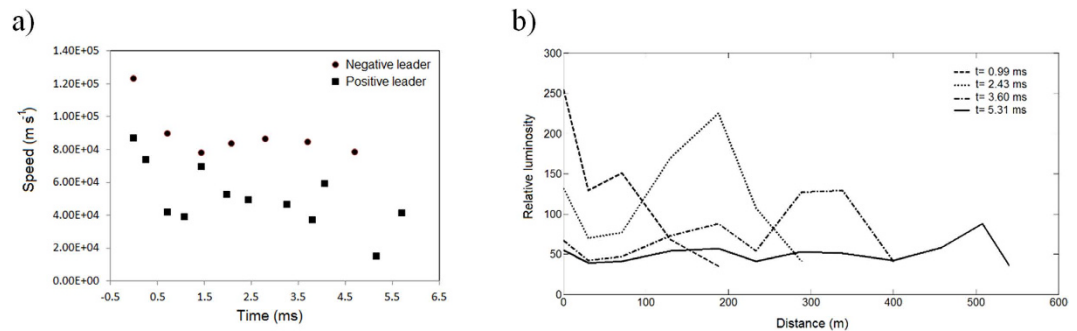 a)
1.40E+05
1.20E+05
1.00E+05
8.00E+04
6.00E+04
4.00E+04
2.00E+04
0.00E+00
Speed (m s-1)
Negative leader
Positive leader
-0.5 0.5 1.5 2.5 3.5 4.5 5.5 6.5
Time (ms)
b)
300
250
200
150
100
50
0
Relative luminosity
t= 0.99 ms
t= 2.43 ms
t= 3.60 ms
t= 5.31 ms
0 100 200 300 400 500 600
Distance (m)